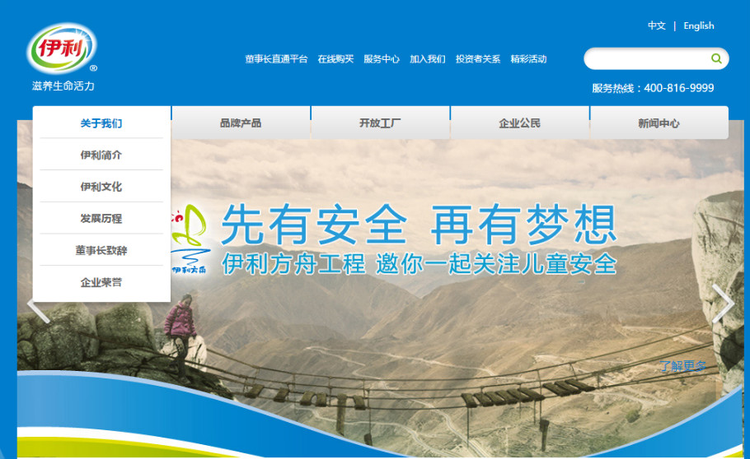 中文 | English
伊利
®
滋养生命活力
董事长直通平台 在线购买 服务中心 加入我们 投资者关系 精彩活动
服务热线：400-816-9999
关于我们 品牌产品 开放工厂 企业公民 新闻中心
伊利简介
伊利文化
发展历程
董事长致辞
企业荣誉
先有安全 再有梦想
伊利方舟工程 邀你一起关注儿童安全
伊利方舟
了解更多